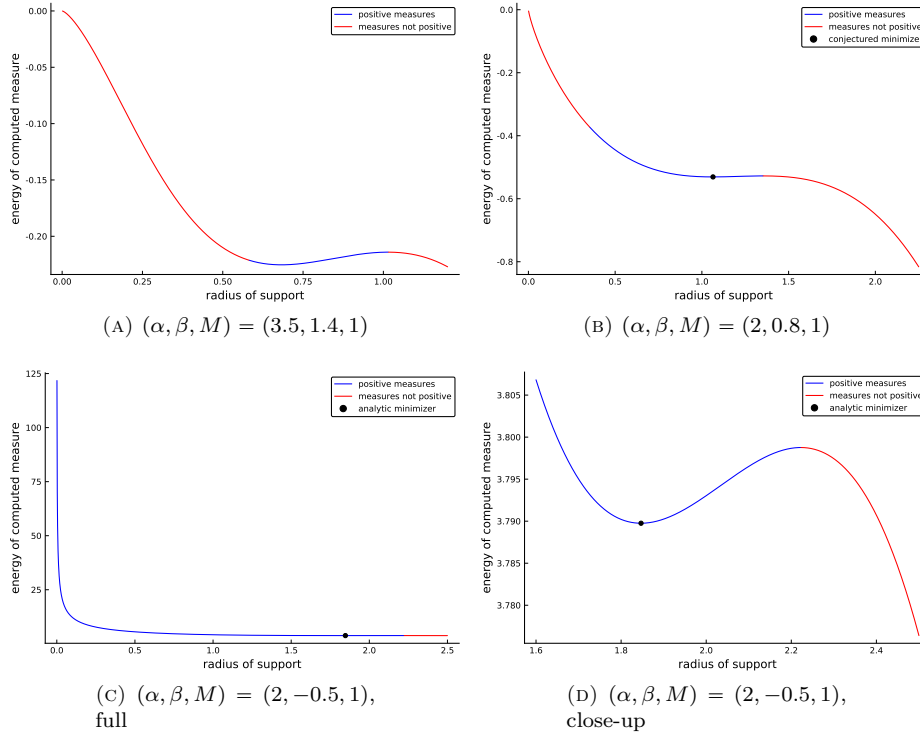 0.00
-0.05
-0.10
-0.15
-0.20
energy of computed measure
positive measures
measures not positive
0.00
0.25
0.50
0.75
1.00
radius of support
(A) (α, β, M) = (3.5, 1.4, 1)
0.0
-0.2
-0.4
-0.6
-0.8
energy of computed measure
positive measures
measures not positive
conjectured minimize
0.0
0.5
1.0
1.5
2.0
radius of support
(B) (α, β, M) = (2, 0.8, 1)
125
100
75
50
25
energy of computed measure
positive measures
measures not positive
analytic minimizer
0.0
0.5
1.0
1.5
2.0
2.5
radius of support
(C) (α, β, M) = (2, −0.5, 1),
full
3.805
3.800
3.795
3.790
3.785
3.780
energy of computed measure
positive measures
measures not positive
analytic minimizer
1.6
1.8
2.0
2.2
2.4
radius of support
(D) (α, β, M) = (2, −0.5, 1),
close-up